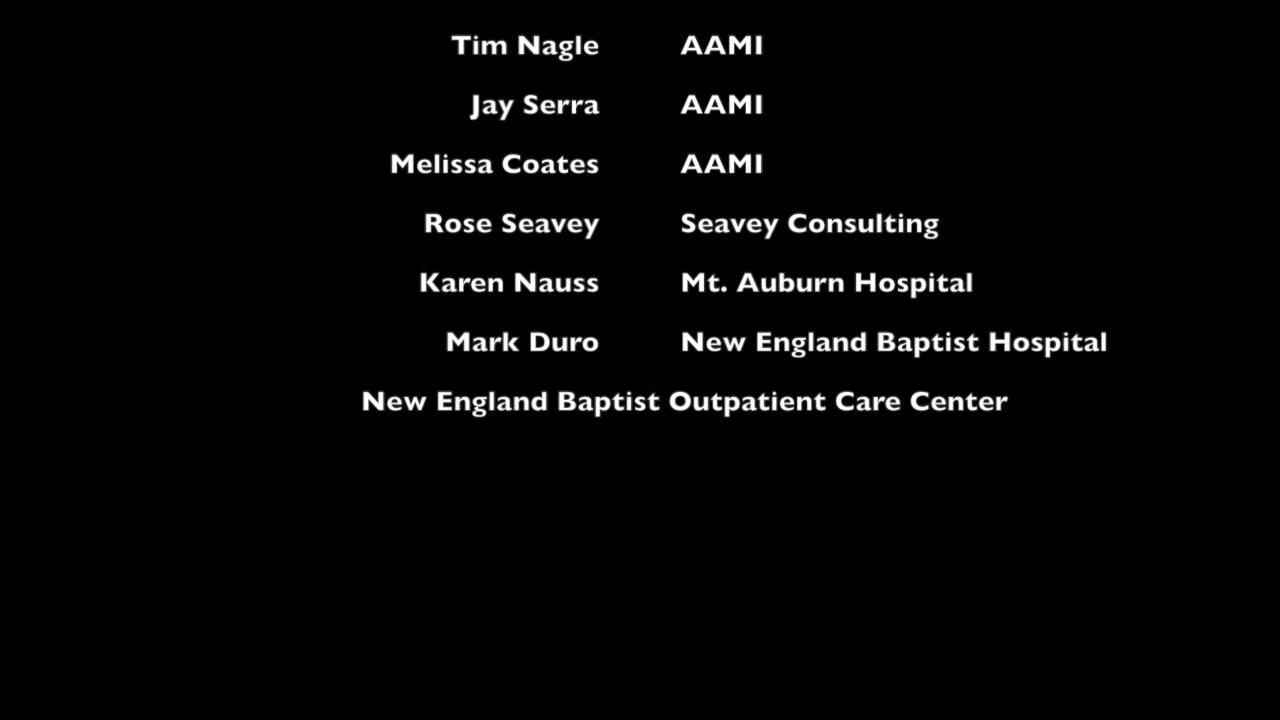 Tim Nagle AAMI
Jay Serra AAMI
Melissa Coates AAMI
Rose Seavey Seavey Consulting
Karen Nauss Mt. Auburn Hospital
Mark Duro New England Baptist Hospital
New England Baptist Outpatient Care Center